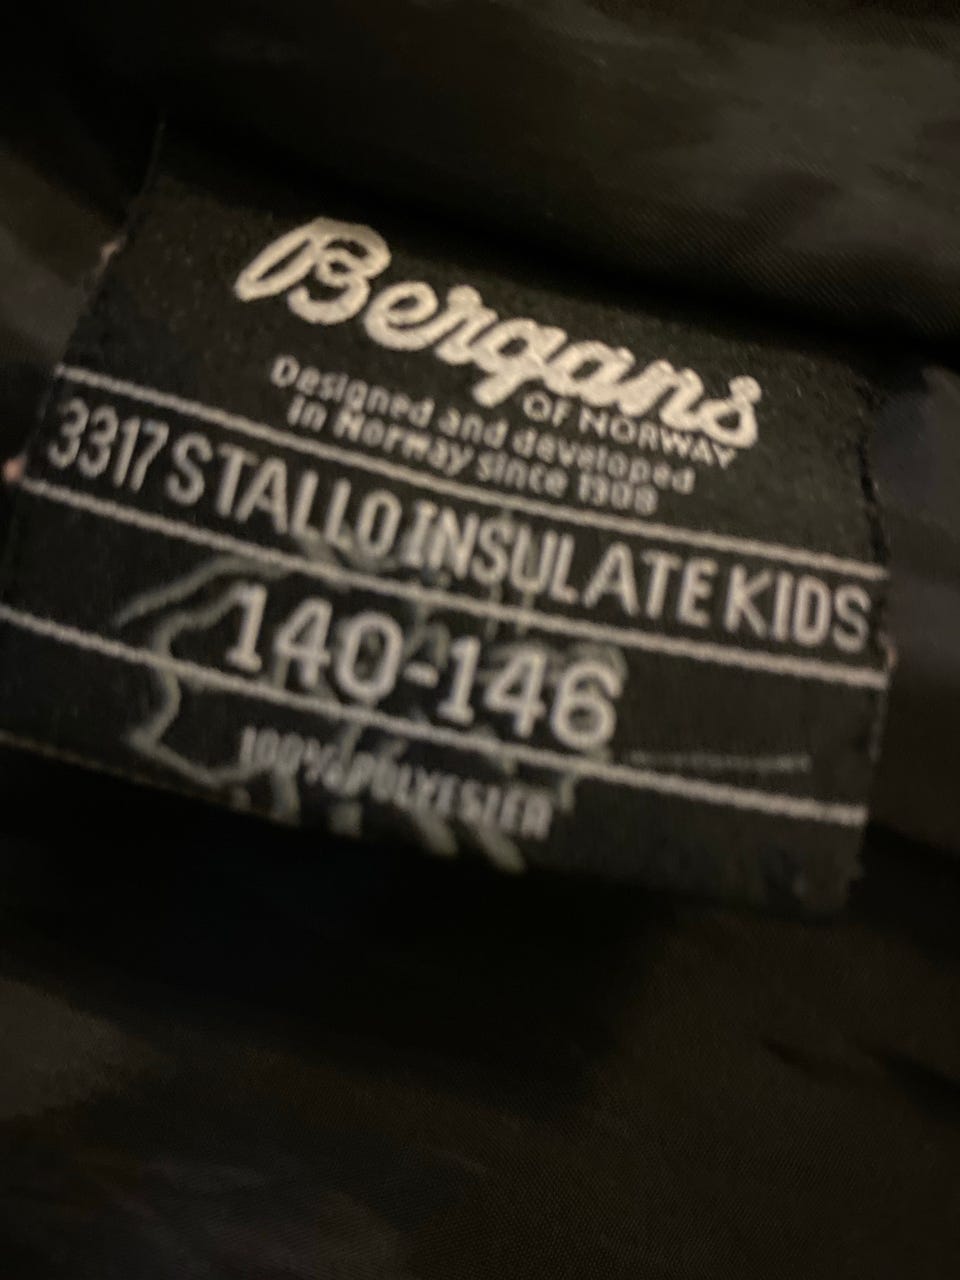 Bergans
OF NORWAY
Designed and developed
in Norway since 1908
3317 STALLO INSULATE KIDS
140-146
100% POLYESTER